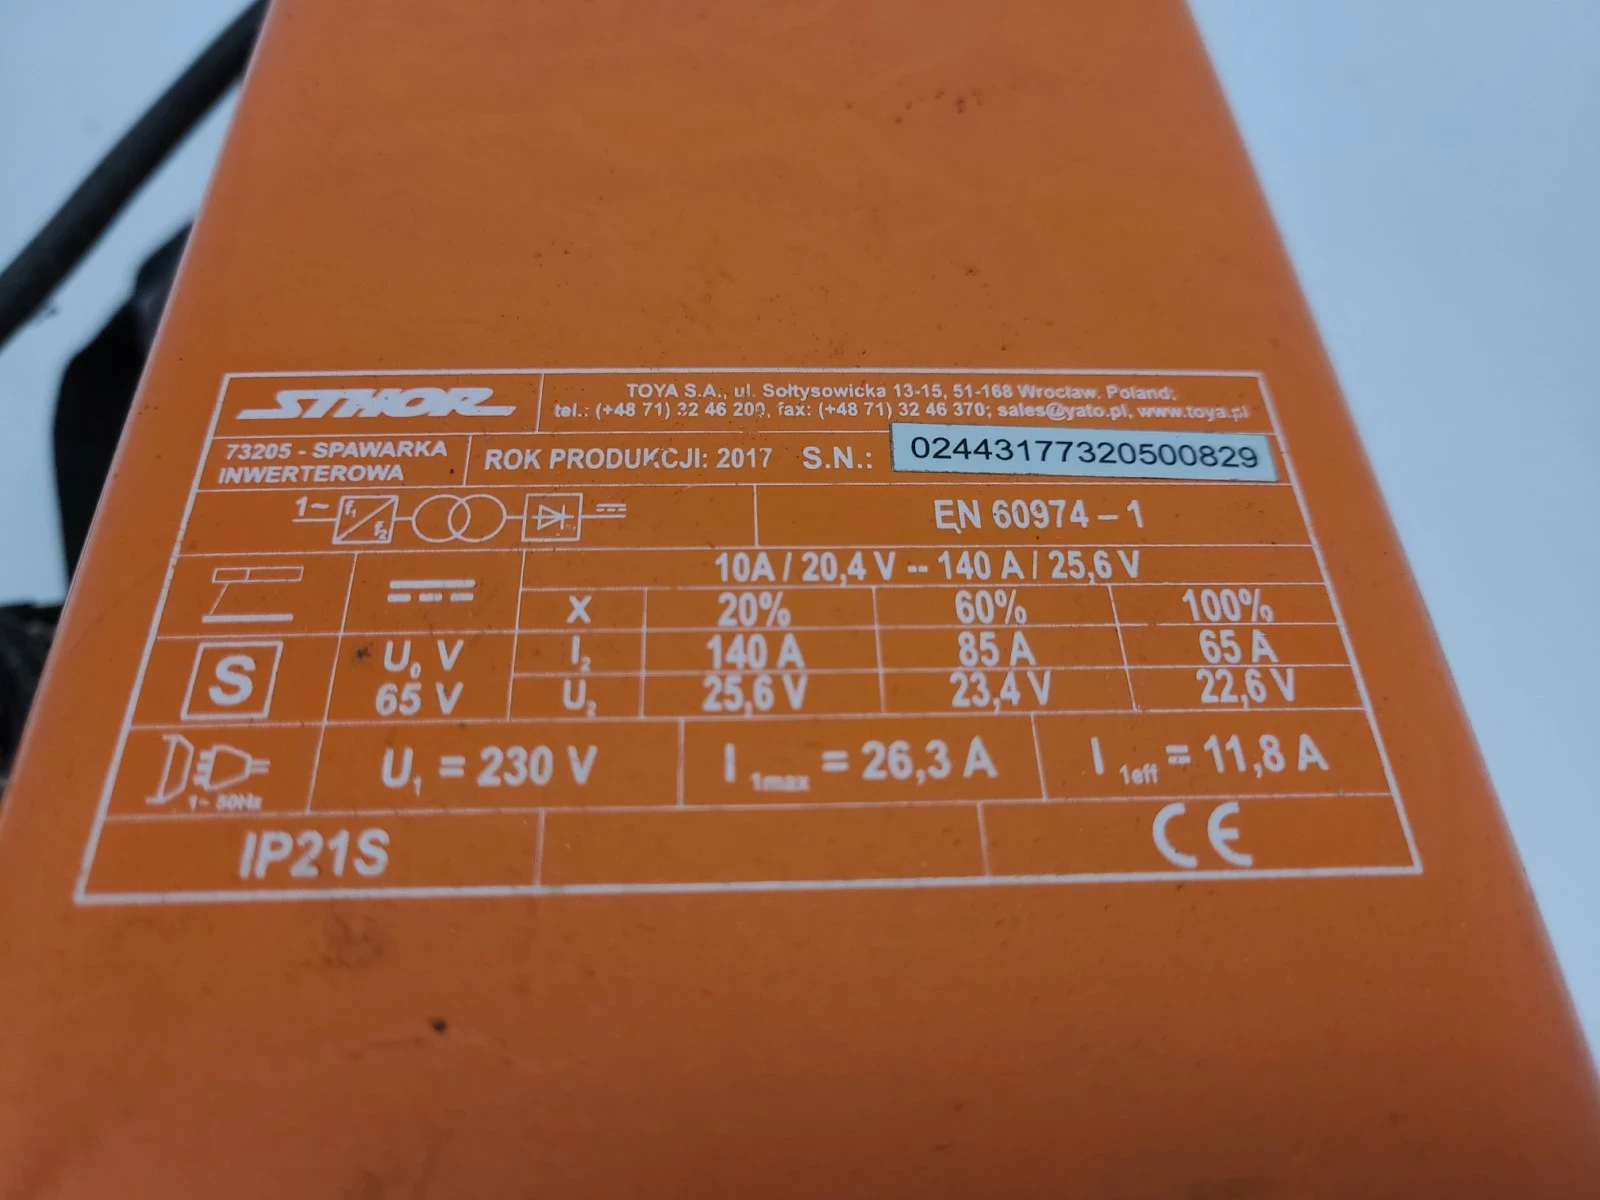 STHOR
TOYA S.A., ul. Sołtysowicka 13-15, 51-168 Wrocław. Poland;
tel.: (+48 71) 32 46 200, fax: (+48 71) 32 46 370; sales@yato.pl, www.toya.pl
73205 - SPAWARKA
INWERTEROWA
ROK PRODUKCJI: 2017 S.N.: 02443177320500829
1~ f₁ f₂
EN 60974 – 1
10A / 20,4 V -- 140 A / 25,6 V
X 20% 60% 100%
S
U₀ V
65 V
I₂ 140 A 85 A 65 A
U₂ 25,6 V 23,4 V 22,6 V
1~ 50Hz
U₁ = 230 V I 1max = 26,3 A I 1eff = 11,8 A
IP21S CE